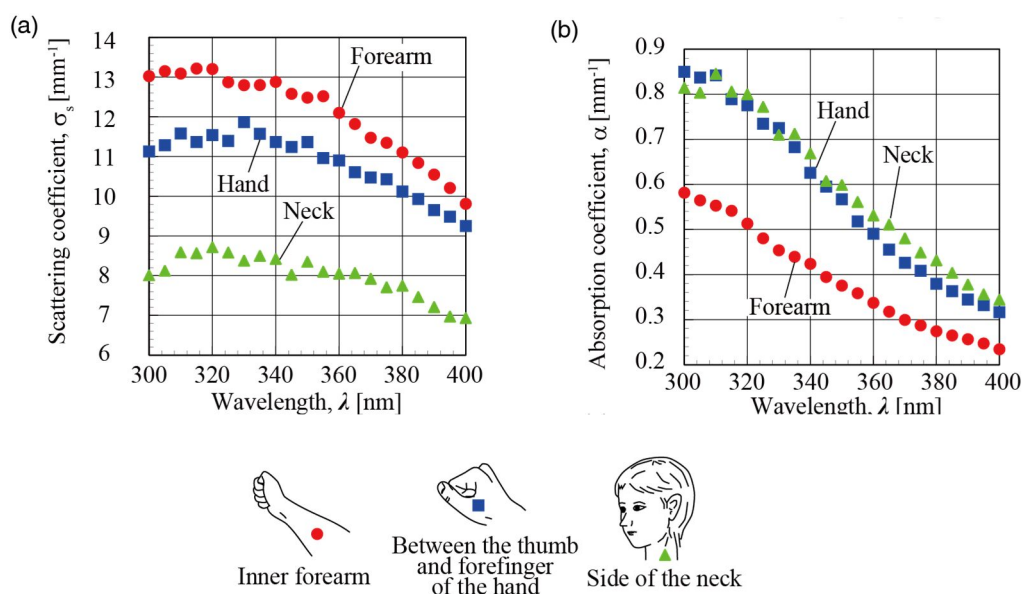 (a)
Scattering coefficient, σs [mm-1]
14
13
12
11
10
9
8
7
6
Forearm
Hand
Neck
300 320 340 360 380 400
Wavelength, λ [nm]
(b)
Absorption coefficient, α [mm-1]
0.9
0.8
0.7
0.6
0.5
0.4
0.3
0.2
Hand
Neck
Forearm
300 320 340 360 380 400
Wavelength, λ [nm]
Inner forearm
Between the thumb
and forefinger
of the hand
Side of the neck